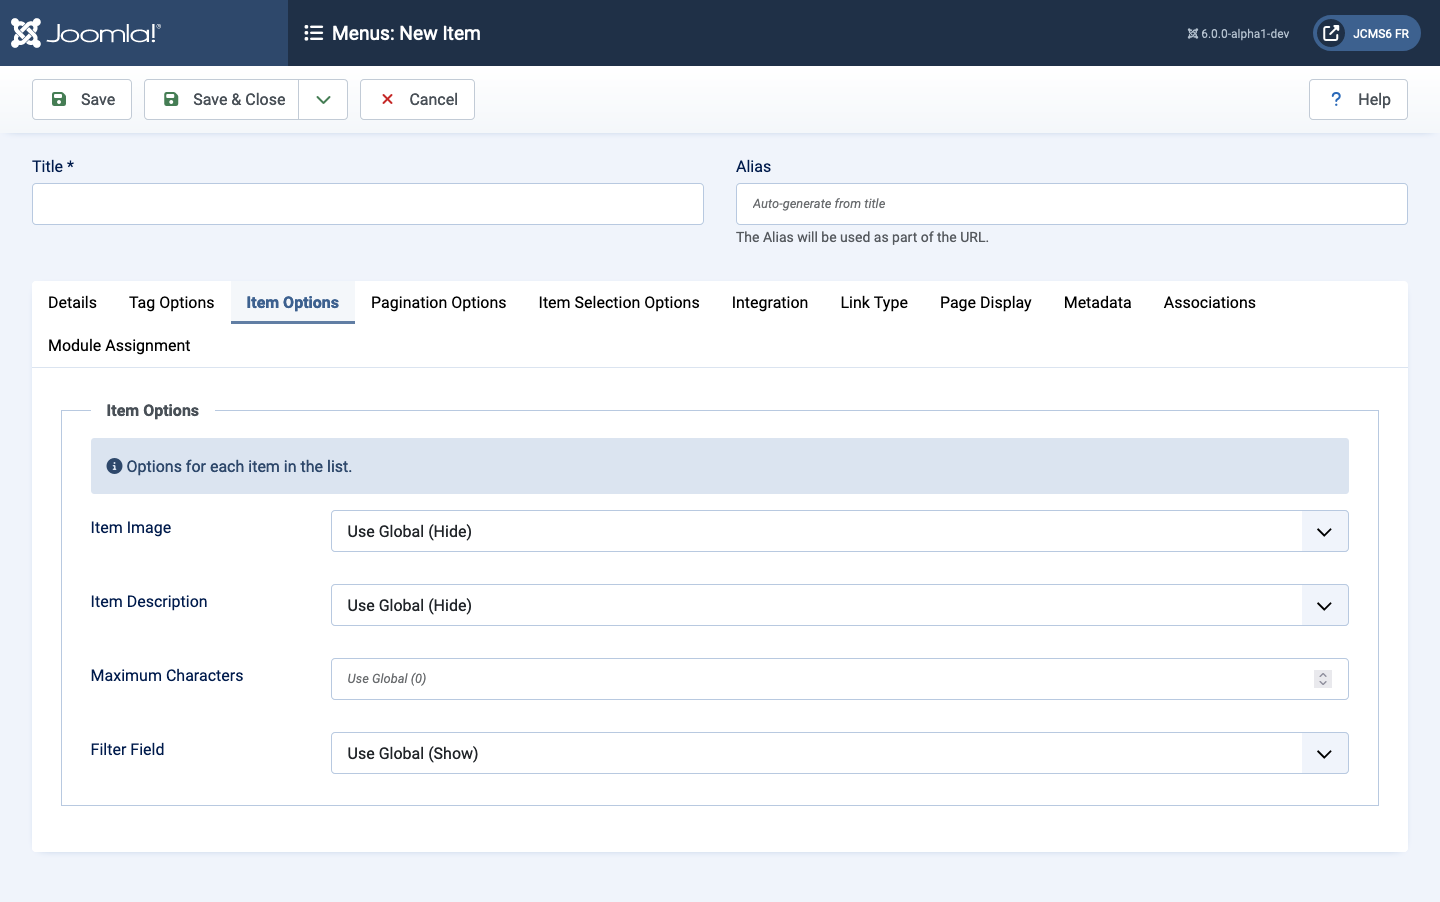 Joomla!®
Menus: New Item
6.0.0-alpha1-dev
JCMS6 FR
Save
Save & Close
Cancel
? Help
Title *
Alias
Auto-generate from title
The Alias will be used as part of the URL.
Details Tag Options Item Options Pagination Options Item Selection Options Integration Link Type Page Display Metadata Associations
Module Assignment
Item Options
Options for each item in the list.
Item Image
Use Global (Hide)
Item Description
Use Global (Hide)
Maximum Characters
Use Global (0)
Filter Field
Use Global (Show)